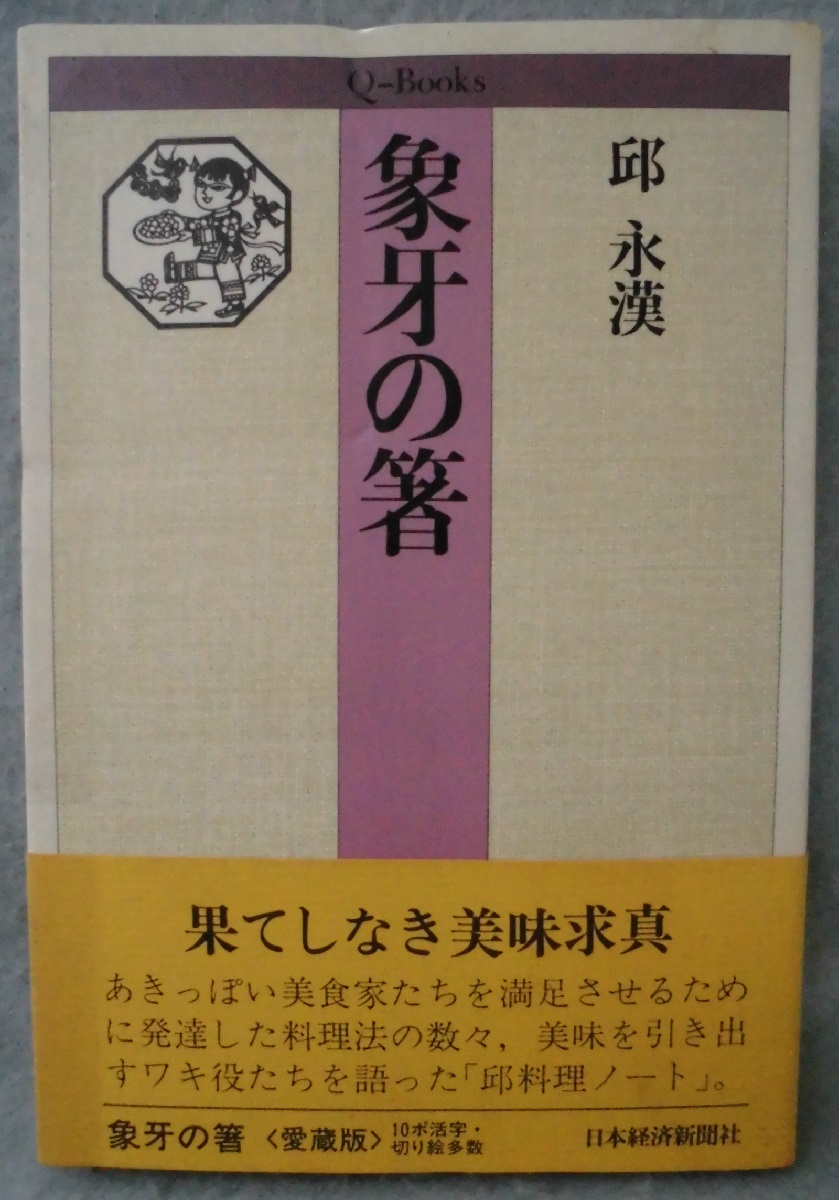 Q-Books
邱 永漢
象牙の箸
果てしなき美味求真
あきっぽい美食家たちを満足させるため
に発達した料理法の数々，美味を引き出
すワキ役たちを語った「邱料理ノート」。
象牙の箸〈愛蔵版〉10ポ活字・
切り絵多数
日本経済新聞社